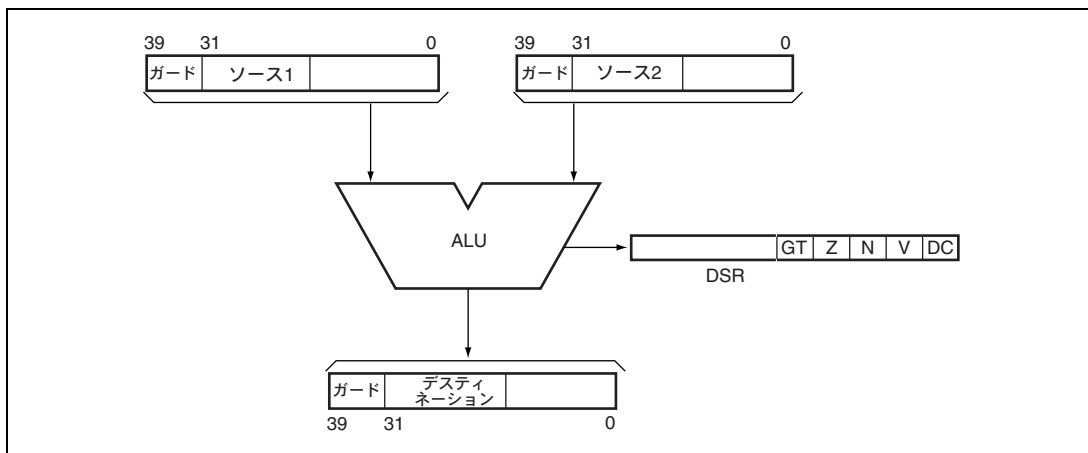 39 31 0
ガード ソース1
39 31 0
ガード ソース2
ALU
GT Z N V DC
DSR
ガード デスティ
ネーション
39 31 0